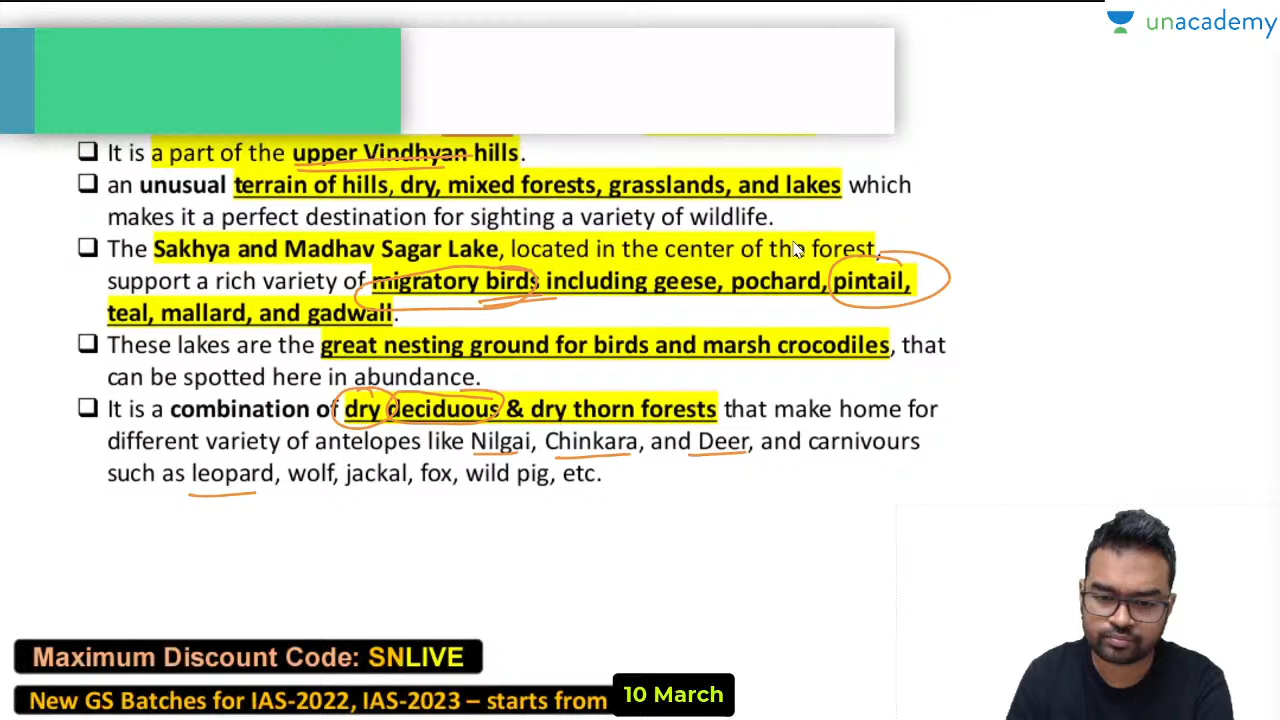 unacademy
❑ It is a part of the upper Vindhyan hills.
❑ an unusual terrain of hills, dry, mixed forests, grasslands, and lakes which
makes it a perfect destination for sighting a variety of wildlife.
❑ The Sakhya and Madhav Sagar Lake, located in the center of the forest,
support a rich variety of migratory birds including geese, pochard, pintail,
teal, mallard, and gadwall.
❑ These lakes are the great nesting ground for birds and marsh crocodiles, that
can be spotted here in abundance.
❑ It is a combination of dry deciduous & dry thorn forests that make home for
different variety of antelopes like Nilgai, Chinkara, and Deer, and carnivours
such as leopard, wolf, jackal, fox, wild pig, etc.
Maximum Discount Code: SNLIVE
New GS Batches for IAS-2022, IAS-2023 – starts from 10 March